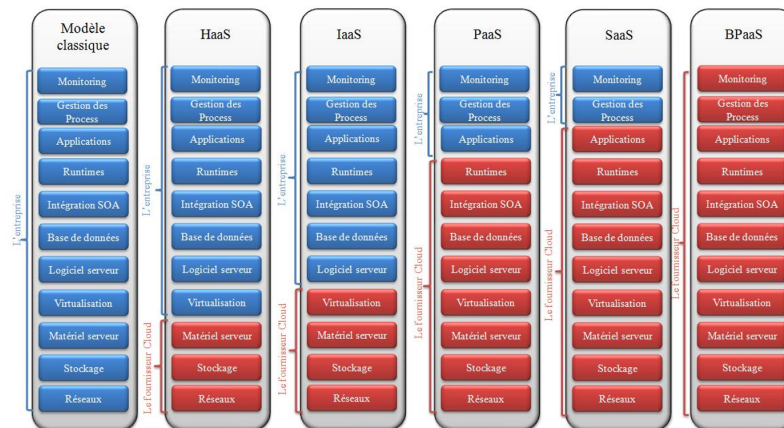 Modèle
classique
L'entreprise
Monitoring
Gestion des
Process
Applications
Runtimes
Intégration SOA
Base de données
Logiciel serveur
Virtualisation
Matériel serveur
Stockage
Réseaux
HaaS
L'entreprise
Le fournisseur Cloud
Monitoring
Gestion des
Process
Applications
Runtimes
Intégration SOA
Base de données
Logiciel serveur
Virtualisation
Matériel serveur
Stockage
Réseaux
IaaS
L'entreprise
Le fournisseur Cloud
Monitoring
Gestion des
Process
Applications
Runtimes
Intégration SOA
Base de données
Logiciel serveur
Virtualisation
Matériel serveur
Stockage
Réseaux
PaaS
L'entreprise
Le fournisseur Cloud
Monitoring
Gestion des
Process
Applications
Runtimes
Intégration SOA
Base de données
Logiciel serveur
Virtualisation
Matériel serveur
Stockage
Réseaux
SaaS
L'entreprise
Le fournisseur Cloud
Monitoring
Gestion des
Process
Applications
Runtimes
Intégration SOA
Base de données
Logiciel serveur
Virtualisation
Matériel serveur
Stockage
Réseaux
BPaaS
Le fournisseur Cloud
Monitoring
Gestion des
Process
Applications
Runtimes
Intégration SOA
Base de données
Logiciel serveur
Virtualisation
Matériel serveur
Stockage
Réseaux